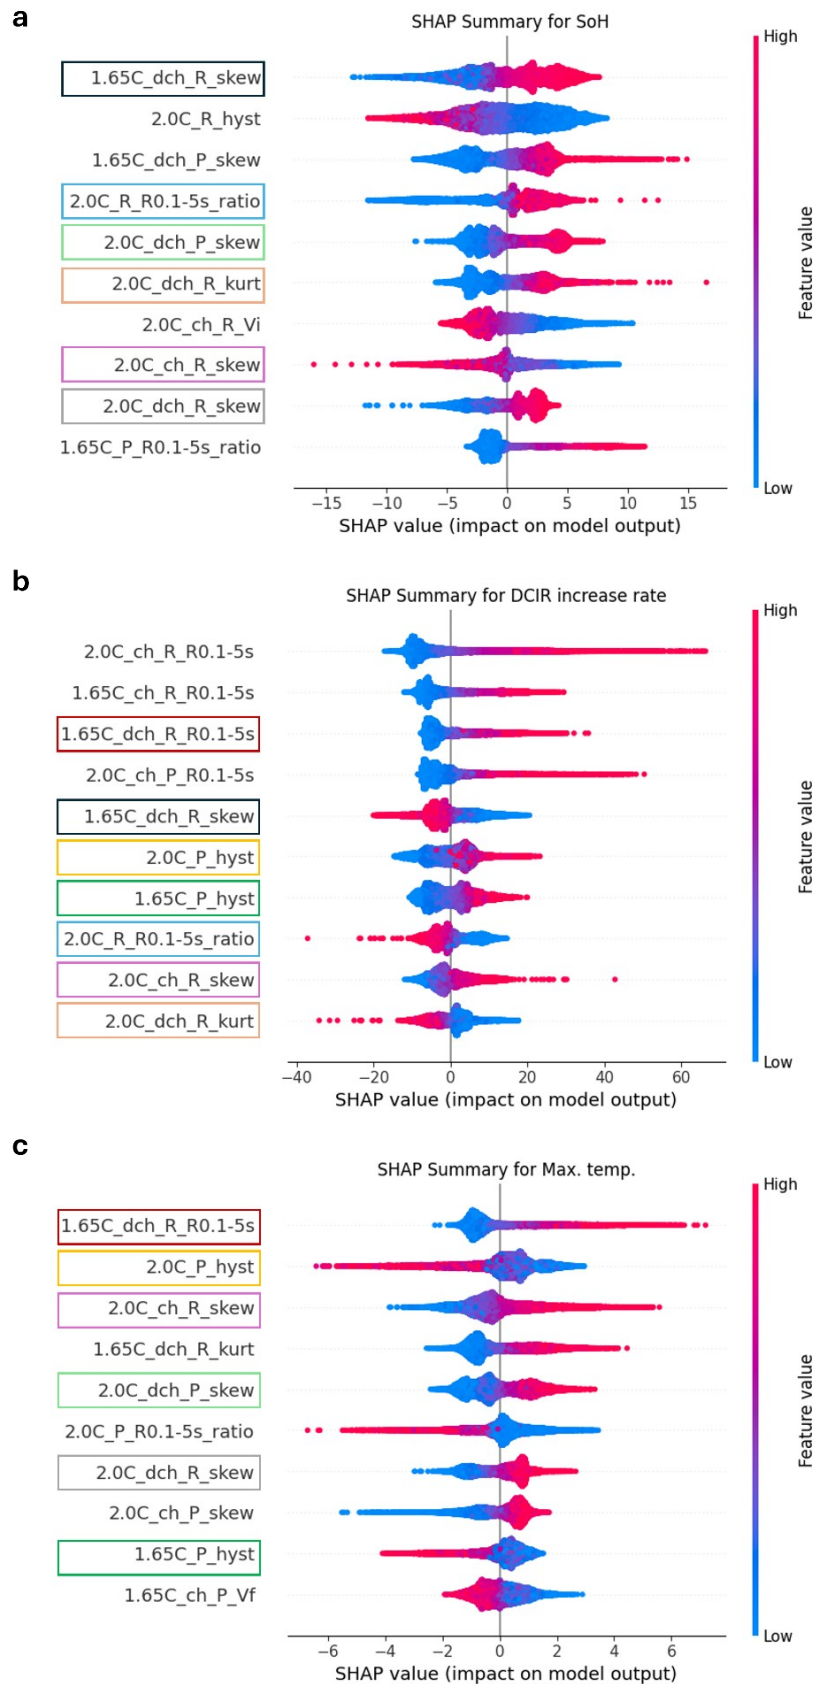 a
SHAP Summary for SoH
High
1.65C_dch_R_skew
2.0C_R_hyst
1.65C_dch_P_skew
2.0C_R_R0.1-5s_ratio
2.0C_dch_P_skew
2.0C_dch_R_kurt
2.0C_ch_R_Vi
2.0C_ch_R_skew
2.0C_dch_R_skew
1.65C_P_R0.1-5s_ratio
Feature value
Low
−15 −10 −5 0 5 10 15
SHAP value (impact on model output)
b
SHAP Summary for DCIR increase rate
High
2.0C_ch_R_R0.1-5s
1.65C_ch_R_R0.1-5s
1.65C_dch_R_R0.1-5s
2.0C_ch_P_R0.1-5s
1.65C_dch_R_skew
2.0C_P_hyst
1.65C_P_hyst
2.0C_R_R0.1-5s_ratio
2.0C_ch_R_skew
2.0C_dch_R_kurt
Feature value
Low
−40 −20 0 20 40 60
SHAP value (impact on model output)
c
SHAP Summary for Max. temp.
High
1.65C_dch_R_R0.1-5s
2.0C_P_hyst
2.0C_ch_R_skew
1.65C_dch_R_kurt
2.0C_dch_P_skew
2.0C_P_R0.1-5s_ratio
2.0C_dch_R_skew
2.0C_ch_P_skew
1.65C_P_hyst
1.65C_ch_P_Vf
Feature value
Low
−6 −4 −2 0 2 4 6
SHAP value (impact on model output)